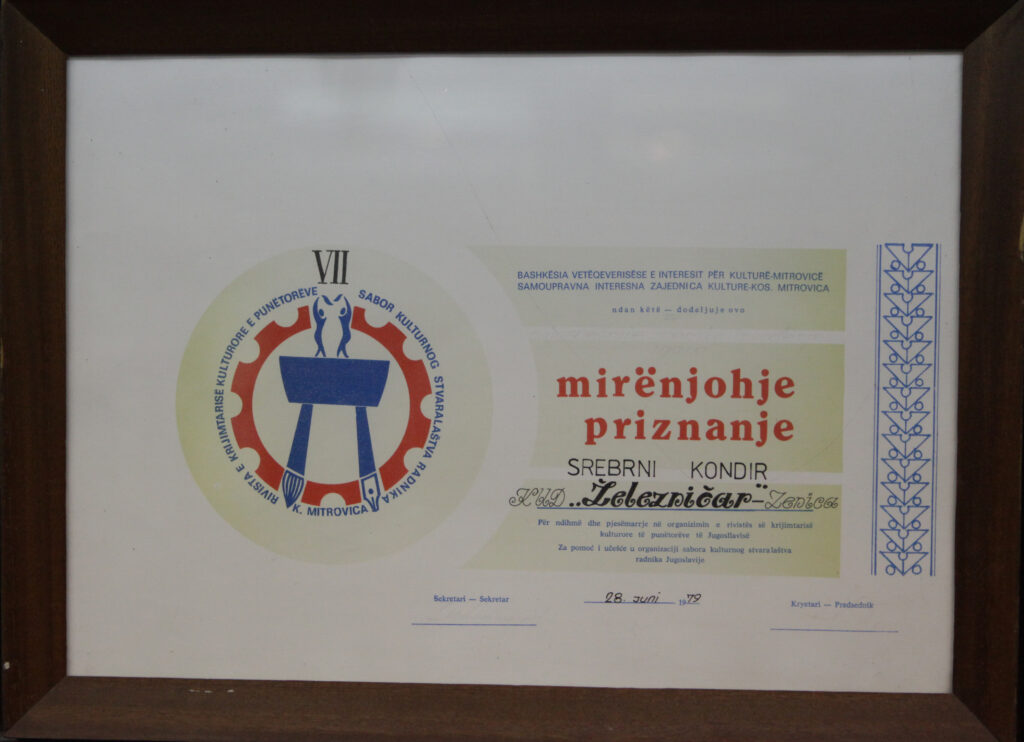 VII
RIVISTA E KRIJIMTARISË KULTURORE E PUNËTORËVE
SABOR KULTURNOG STVARALAŠTVA RADNIKA
K. MITROVICA
BASHKËSIA VETËQEVERISËSE E INTERESIT PËR KULTURË-MITROVICË
SAMOUPRAVNA INTERESNA ZAJEDNICA KULTURE-KOS. MITROVICA
ndan këtë — dodeljuje ovo
mirënjohje
priznanje
SREBRNI KONDIR
KUD „Železničar"-Zenica
Për ndihmë dhe pjesëmarrje në organizimin e rivistës së krijimtarisë
kulturore të punëtorëve të Jugosllavisë
Za pomoć i učešće u organizaciji sabora kulturnog stvaralaštva
radnika Jugoslavije
Sekretari — Sekretar
28. Juni 1979
Kryetari — Predsednik